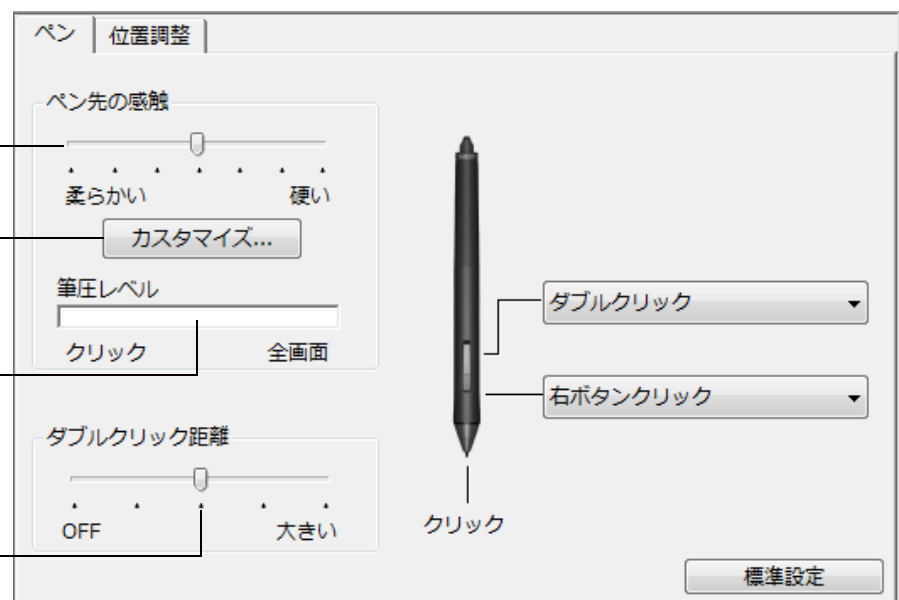 ペン 位置調整
ペン先の感触
柔らかい 硬い
カスタマイズ...
筆圧レベル
クリック 全画面
ダブルクリック
右ボタンクリック
ダブルクリック距離
OFF 大きい
クリック
標準設定